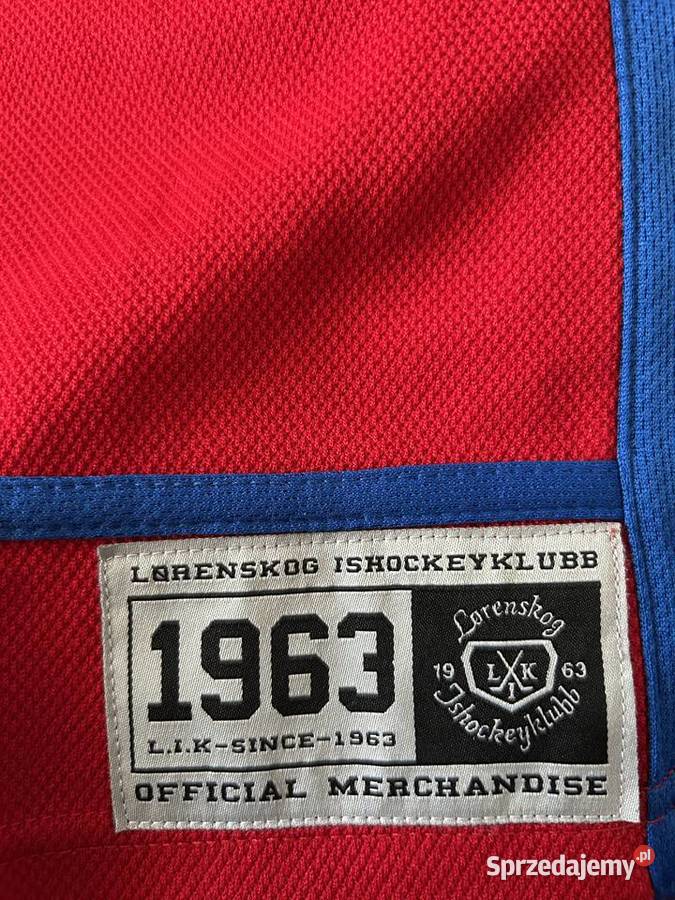 LØRENSKOG ISHOCKEYKLUBB
1963
L.I.K-SINCE-1963
Lørenskog
19 LIK 63
Ishockeyklubb
OFFICIAL MERCHANDISE
Sprzedajemy.pl